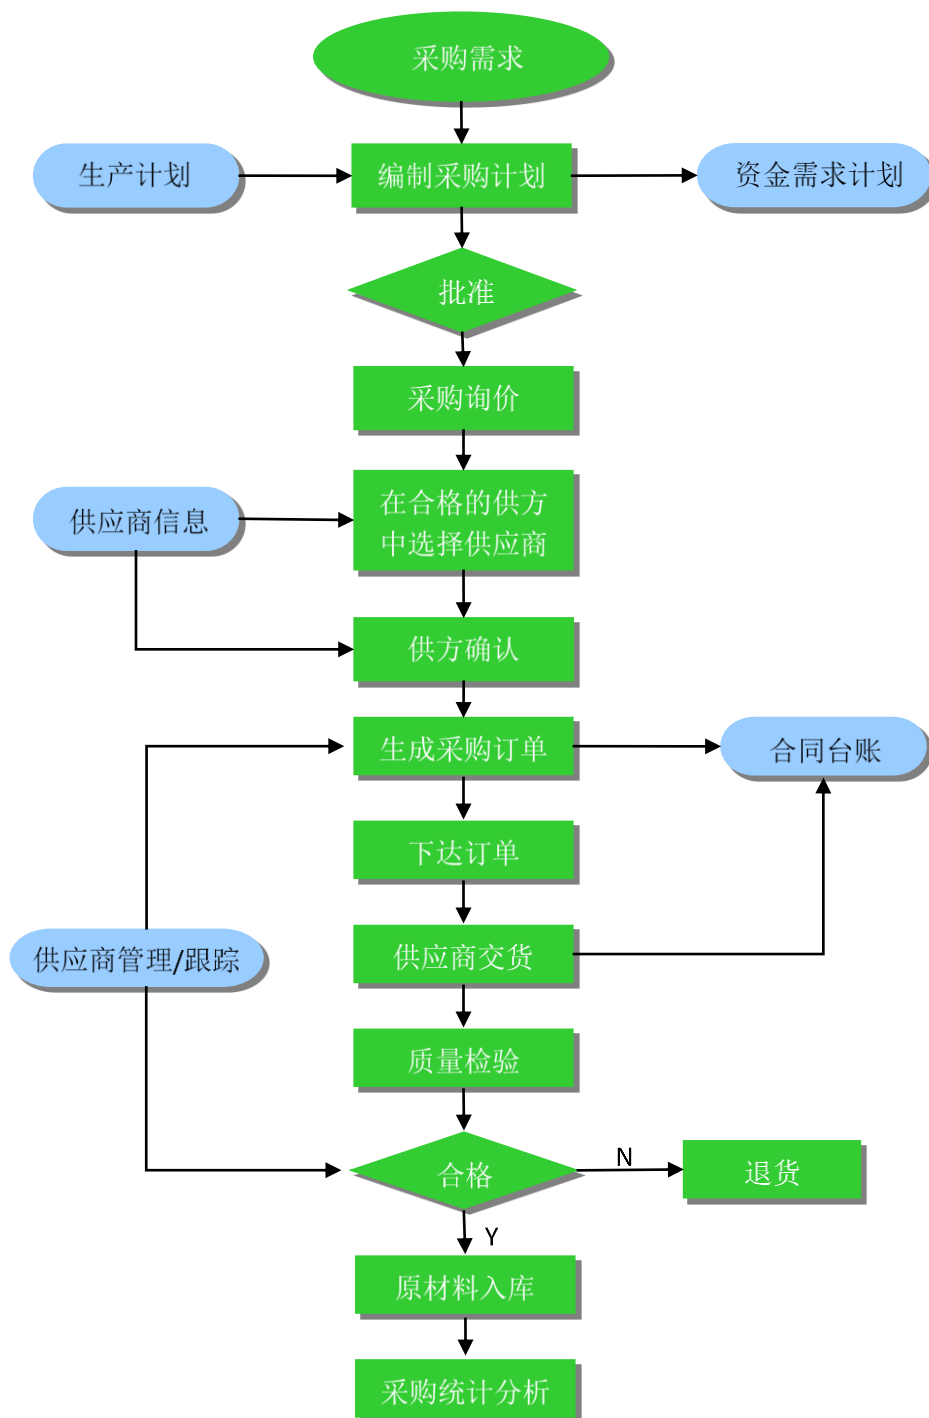 采购需求
生产计划
编制采购计划
资金需求计划
批准
采购询价
供应商信息
在合格的供方
中选择供应商
供方确认
生成采购订单
合同台账
下达订单
供应商管理/跟踪
供应商交货
质量检验
合格
N
退货
Y
原材料入库
采购统计分析